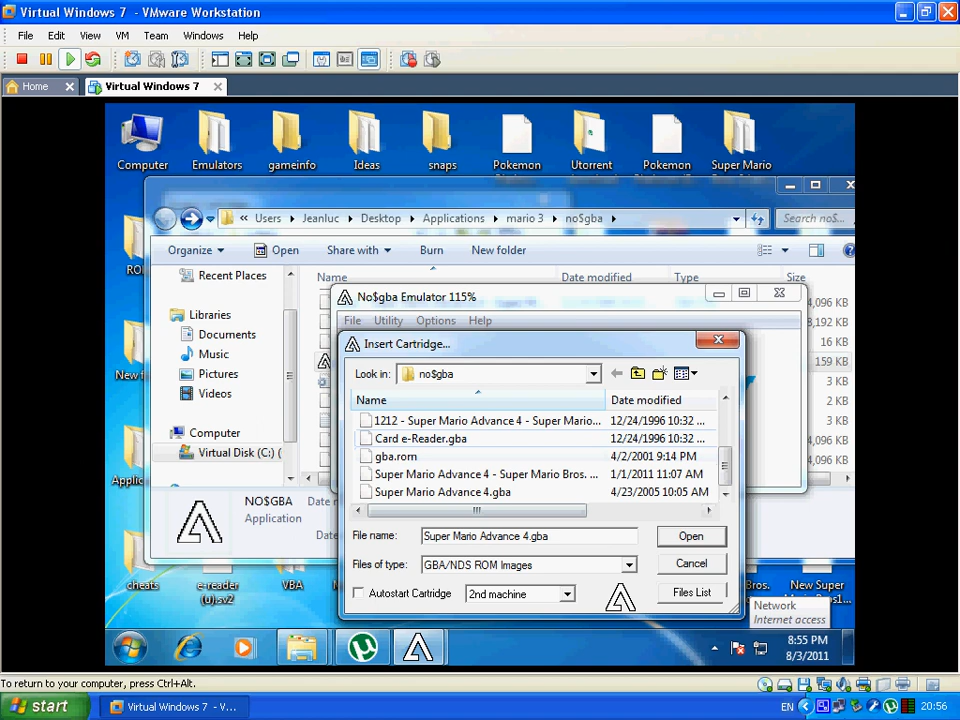 Virtual Windows 7 - VMware Workstation
File Edit View VM Team Windows Help
Home Virtual Windows 7
Computer Emulators gameinfo Ideas snaps Pokemon Utorrent Pokemon Super Mario
« Users Jeanluc Desktop Applications mario 3 no$gba Search no$...
Organize Open Share with Burn New folder
Recent Places Name Date modified Type Size
No$gba Emulator 115%
4,096 KB
Libraries
File Utility Options Help
8,192 KB
Documents
Insert Cartridge...
16 KB
Music
159 KB
Pictures
Look in: no$gba
3 KB
Videos
Name Date modified
2 KB
1212 - Super Mario Advance 4 - Super Mario... 12/24/1996 10:32 ...
3 KB
Computer
Card e-Reader.gba 12/24/1996 10:32 ...
4,096 KB
Virtual Disk (C:) (
gba.rom 4/2/2001 9:14 PM
Super Mario Advance 4 - Super Mario Bros. ... 1/1/2011 11:07 AM
Super Mario Advance 4.gba 4/23/2005 10:05 AM
NO$GBA Date
Application
File name: Super Mario Advance 4.gba Open
Files of type: GBA/NDS ROM Images Cancel
Autostart Cartridge 2nd machine Files List
cheats e-reader VBA Bros. New Super
(U).sv2
Network
Internet access
8:55 PM
8/3/2011
To return to your computer, press Ctrl+Alt.
start Virtual Windows 7 - V... EN 20:56